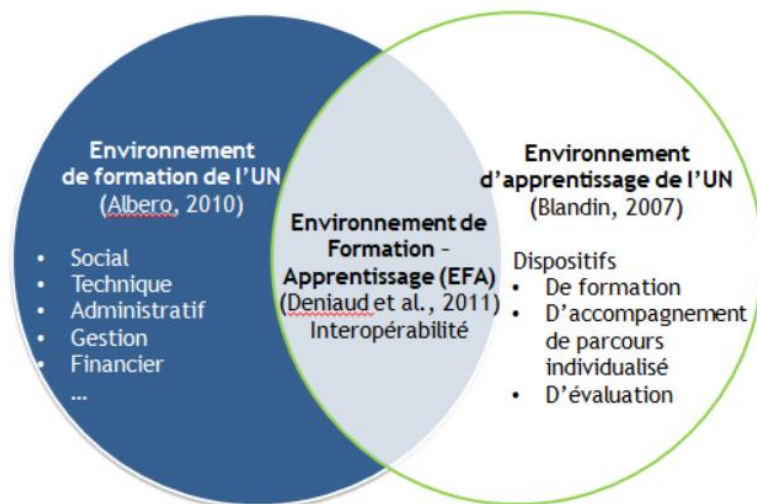 Environnement
de formation de l'UN
(Albero, 2010)
• Social
• Technique
• Administratif
• Gestion
• Financier
...
Environnement de
Formation –
Apprentissage (EFA)
(Deniaud et al., 2011)
Interopérabilité
Environnement
d'apprentissage de l'UN
(Blandin, 2007)
Dispositifs
• De formation
• D'accompagnement
de parcours
individualisé
• D'évaluation